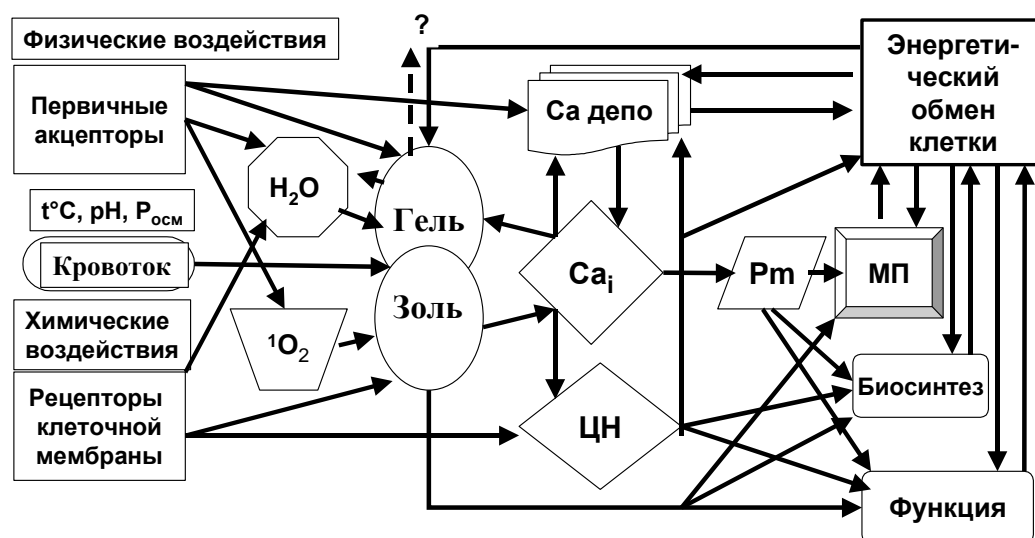 Физические воздействия
?
Энергети-
ческий
обмен
клетки
Первичные
акцепторы
Са депо
H₂O
t°C, pH, Pосм
Гель
Кровоток
Ca i
Pm
МП
Золь
Химические
воздействия
¹O₂
Биосинтез
Рецепторы
клеточной
мембраны
ЦН
Функция